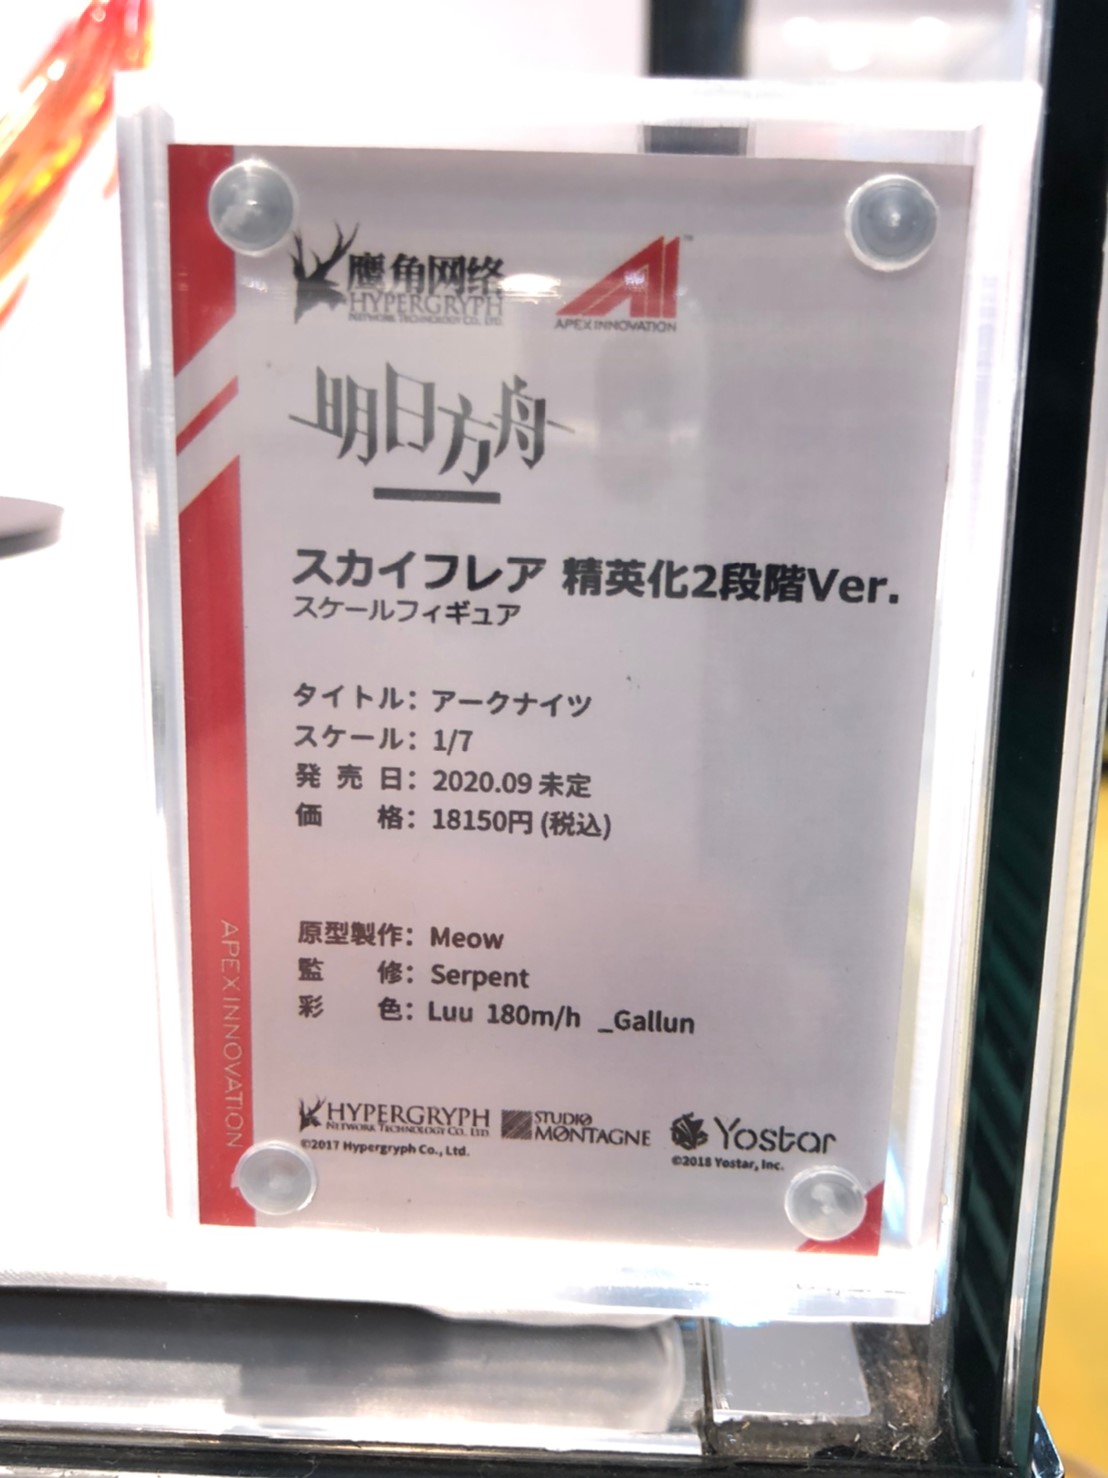 鷹角网络
HYPERGRYPH
NETWORK TECHNOLOGY CO., LTD.
AI
APEX INNOVATION
明日方舟
スカイフレア 精英化2段階Ver.
スケールフィギュア
タイトル：アークナイツ
スケール：1/7
発売日：2020.09 未定
価格：18150円 (税込)
原型製作：Meow
監修：Serpent
彩色：Luu 180m/h _Gallun
APEX INNOVATION
HYPERGRYPH
NETWORK TECHNOLOGY CO., LTD.
©2017 Hypergryph Co., Ltd.
STUDIO
MONTAGNE
Yostar
©2018 Yostar, Inc.